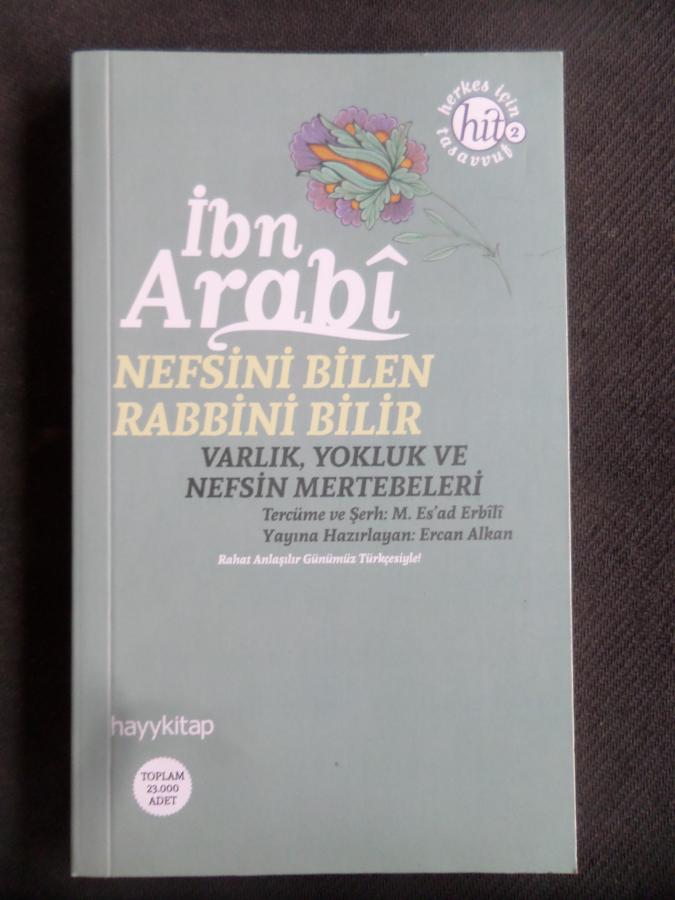 herkes için
hit 2
tasavvuf
İbn
Arabî
NEFSİNİ BİLEN
RABBİNİ BİLİR
VARLIK, YOKLUK VE
NEFSİN MERTEBELERİ
Tercüme ve Şerh: M. Es'ad Erbîlî
Yayına Hazırlayan: Ercan Alkan
Rahat Anlaşılır Günümüz Türkçesiyle!
hayykitap
TOPLAM
23.000
ADET